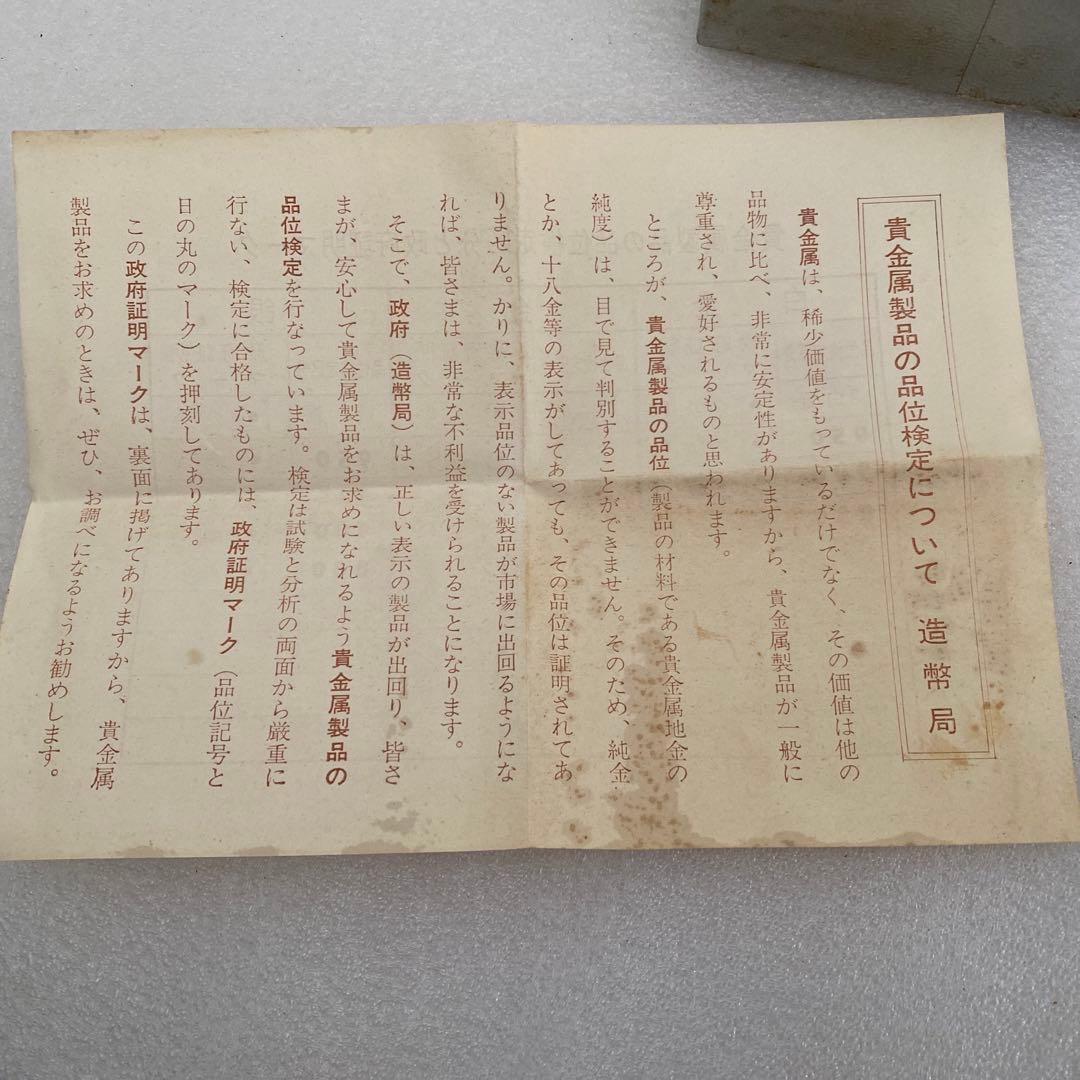 貴金属製品の品位検定について 造幣局
貴金属は、稀少価値をもっているだけでなく、その価値は他の
品物に比べ、非常に安定性がありますから、貴金属製品が一般に
尊重され、愛好されるものと思われます。
ところが、貴金属製品の品位（製品の材料である貴金属地金の
純度）は、目で見て判別することができません。そのため、純金
とか、十八金等の表示がしてあっても、その品位は証明されてあ
りません。かりに、表示品位のない製品が市場に出回るようにな
れば、皆さまは、非常な不利益を受けられることになります。
そこで、政府（造幣局）は、正しい表示の製品が出回り、皆さ
まが、安心して貴金属製品をお求めになれるよう貴金属製品の
品位検定を行なっています。検定は試験と分析の両面から厳重に
行ない、検定に合格したものには、政府証明マーク（品位記号と
日の丸のマーク）を押刻してあります。
この政府証明マークは、裏面に掲げてありますから、貴金属
製品をお求めのときは、ぜひ、お調べになるようお勧めします。